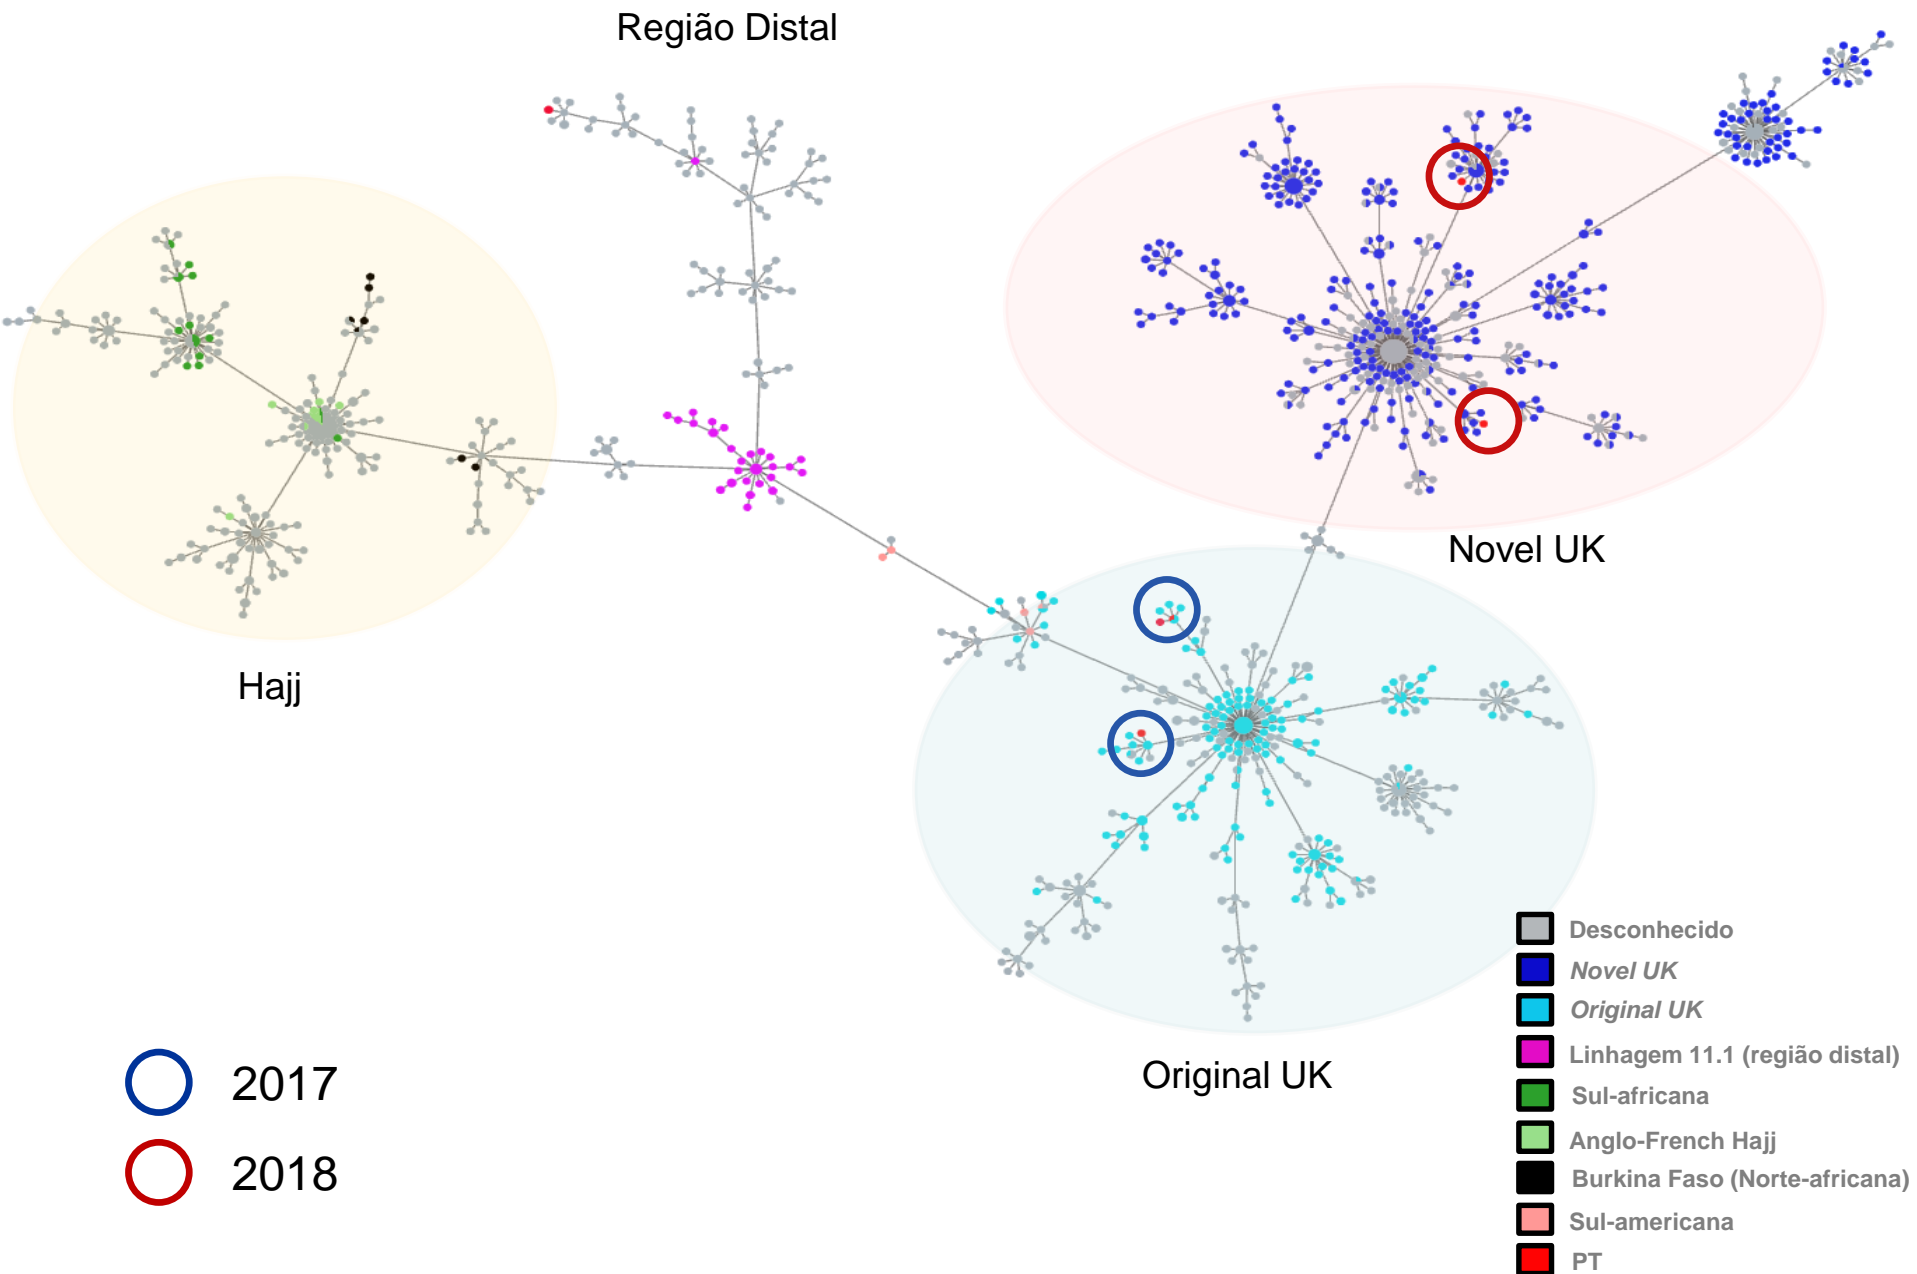 Região Distal
Novel UK
Hajj
Original UK
2017
2018
Desconhecido
Novel UK
Original UK
Linhagem 11.1 (região distal)
Sul-africana
Anglo-French Hajj
Burkina Faso (Norte-africana)
Sul-americana
PT